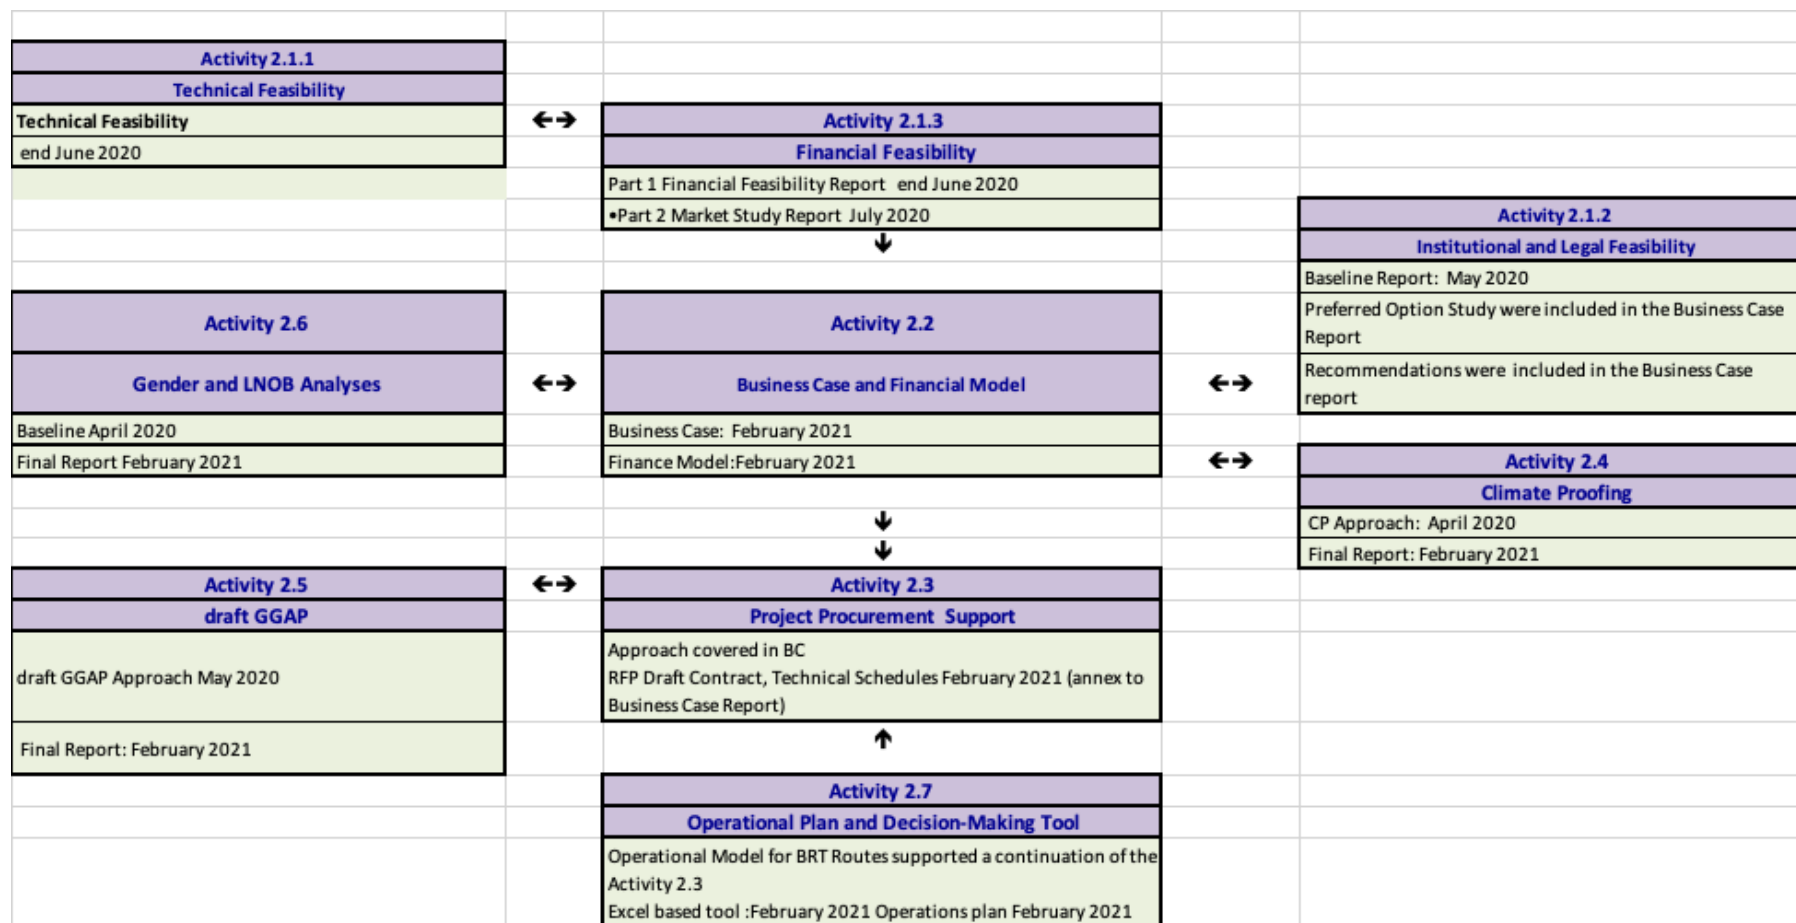 Activity 2.1.1
Technical Feasibility
Technical Feasibility
end June 2020
Activity 2.1.3
Financial Feasibility
Part 1 Financial Feasibility Report end June 2020
•Part 2 Market Study Report July 2020
Activity 2.1.2
Institutional and Legal Feasibility
Baseline Report: May 2020
Preferred Option Study were included in the Business Case
Report
Recommendations were included in the Business Case
report
Activity 2.6
Gender and LNOB Analyses
Baseline April 2020
Final Report February 2021
Activity 2.2
Business Case and Financial Model
Business Case: February 2021
Finance Model:February 2021
Activity 2.4
Climate Proofing
CP Approach: April 2020
Final Report: February 2021
Activity 2.5
draft GGAP
draft GGAP Approach May 2020
Final Report: February 2021
Activity 2.3
Project Procurement Support
Approach covered in BC
RFP Draft Contract, Technical Schedules February 2021 (annex to
Business Case Report)
Activity 2.7
Operational Plan and Decision-Making Tool
Operational Model for BRT Routes supported a continuation of the
Activity 2.3
Excel based tool :February 2021 Operations plan February 2021